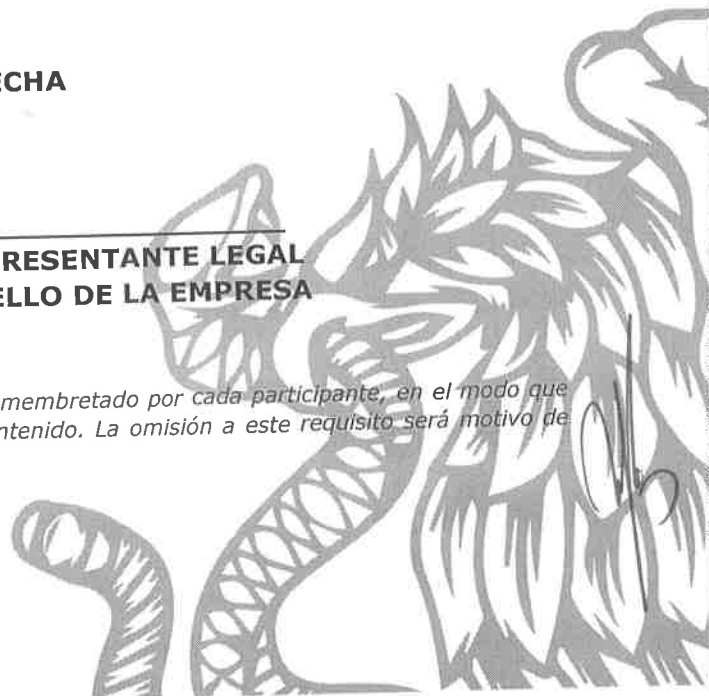 ECHA
RESENTANTE LEGAL
ELLO DE LA EMPRESA
membretado por cada participante, en el modo que
ntenido. La omisión a este requisito será motivo de